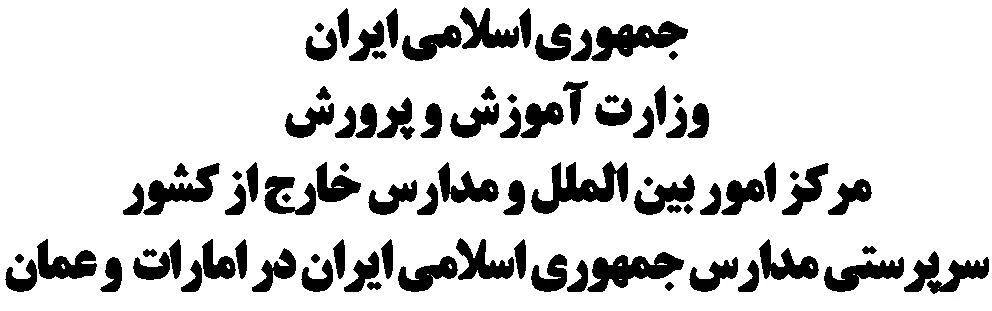 جمهوری اسلامی ایران
وزارت آموزش و پرورش
مرکز امور بین الملل و مدارس خارج از کشور
سرپرستی مدارس جمهوری اسلامی ایران در امارات و عمان